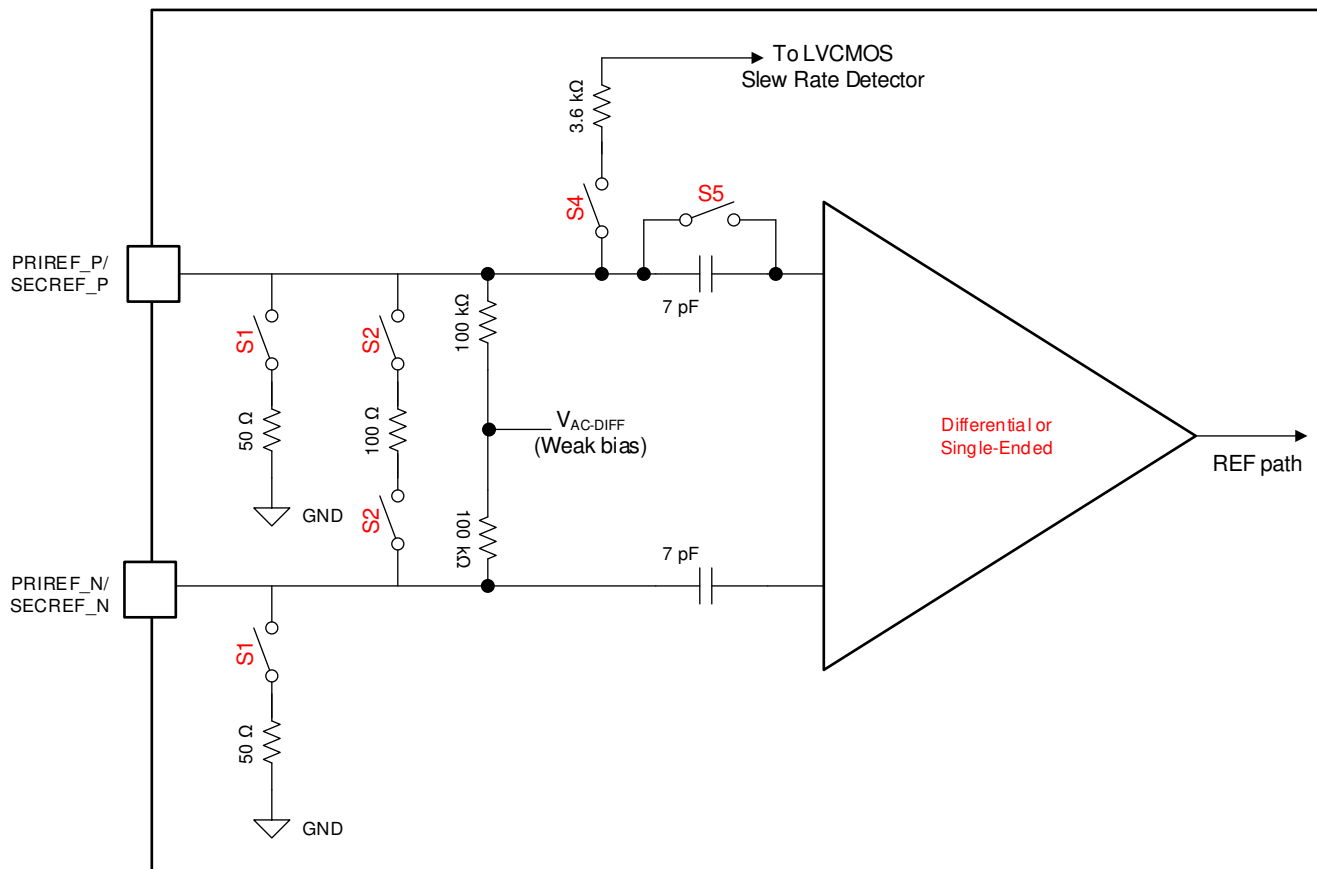 To LVCMOS
Slew Rate Detector
3.6 kΩ
S4
S5
PRIREF_P/
SECREF_P
7 pF
S1
S2
100 kΩ
50 Ω
100 Ω
VAC-DIFF
(Weak bias)
Differential or
Single-Ended
REF path
GND
S2
100 kΩ
7 pF
PRIREF_N/
SECREF_N
S1
50 Ω
GND